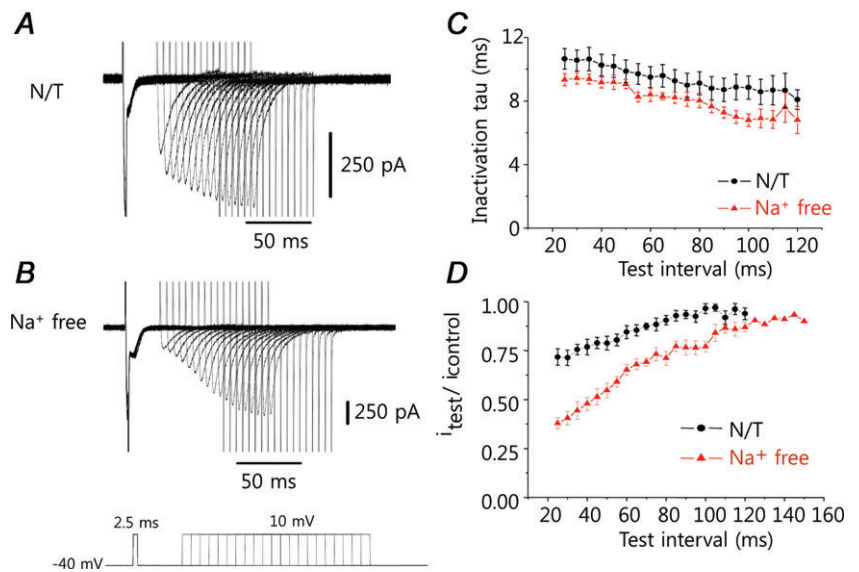 A
N/T
250 pA
50 ms
B
Na⁺ free
250 pA
50 ms
2.5 ms
10 mV
-40 mV
C
Inactivation tau (ms)
12
8
4
0
N/T
Na⁺ free
20 40 60 80 100 120
Test interval (ms)
D
i_test/ i_control
1.00
0.75
0.50
0.25
0.00
N/T
Na⁺ free
20 40 60 80 100 120 140 160
Test interval (ms)